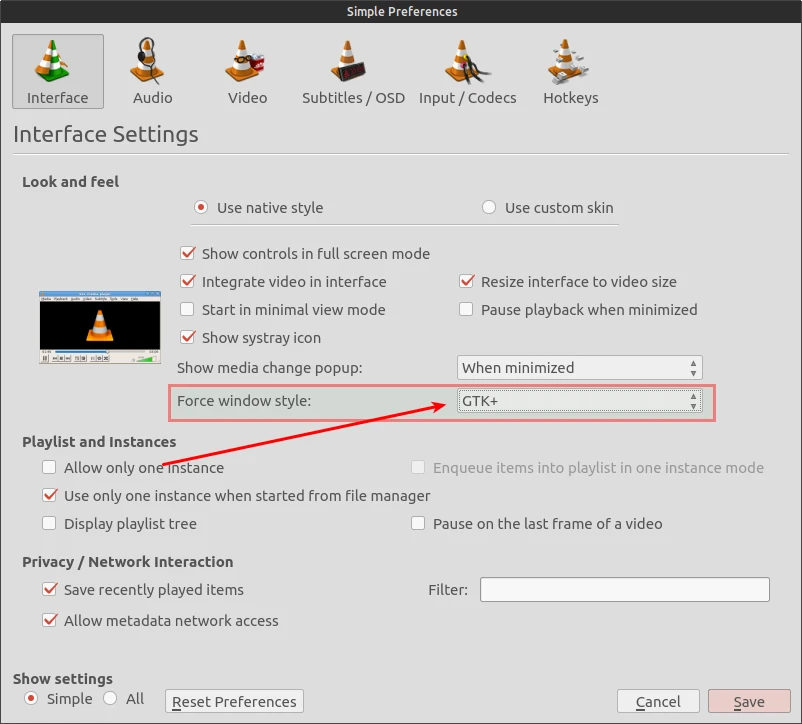 Simple Preferences
Interface Audio Video Subtitles / OSD Input / Codecs Hotkeys
Interface Settings
Look and feel
Use native style Use custom skin
Show controls in full screen mode
Integrate video in interface Resize interface to video size
Start in minimal view mode Pause playback when minimized
Show systray icon
Show media change popup: When minimized
Force window style: GTK+
Playlist and Instances
Allow only one instance Enqueue items into playlist in one instance mode
Use only one instance when started from file manager
Display playlist tree Pause on the last frame of a video
Privacy / Network Interaction
Save recently played items Filter:
Allow metadata network access
Show settings
Simple All Reset Preferences Cancel Save